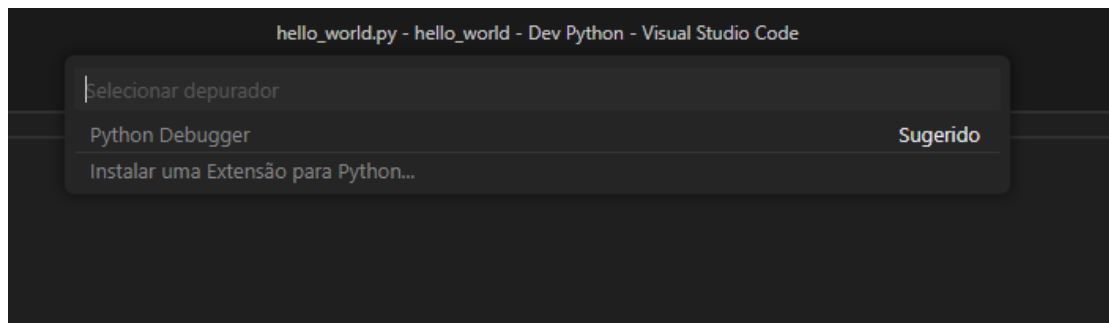 hello_world.py - hello_world - Dev Python - Visual Studio Code
Selecionar depurador
Python Debugger Sugerido
Instalar uma Extensão para Python...